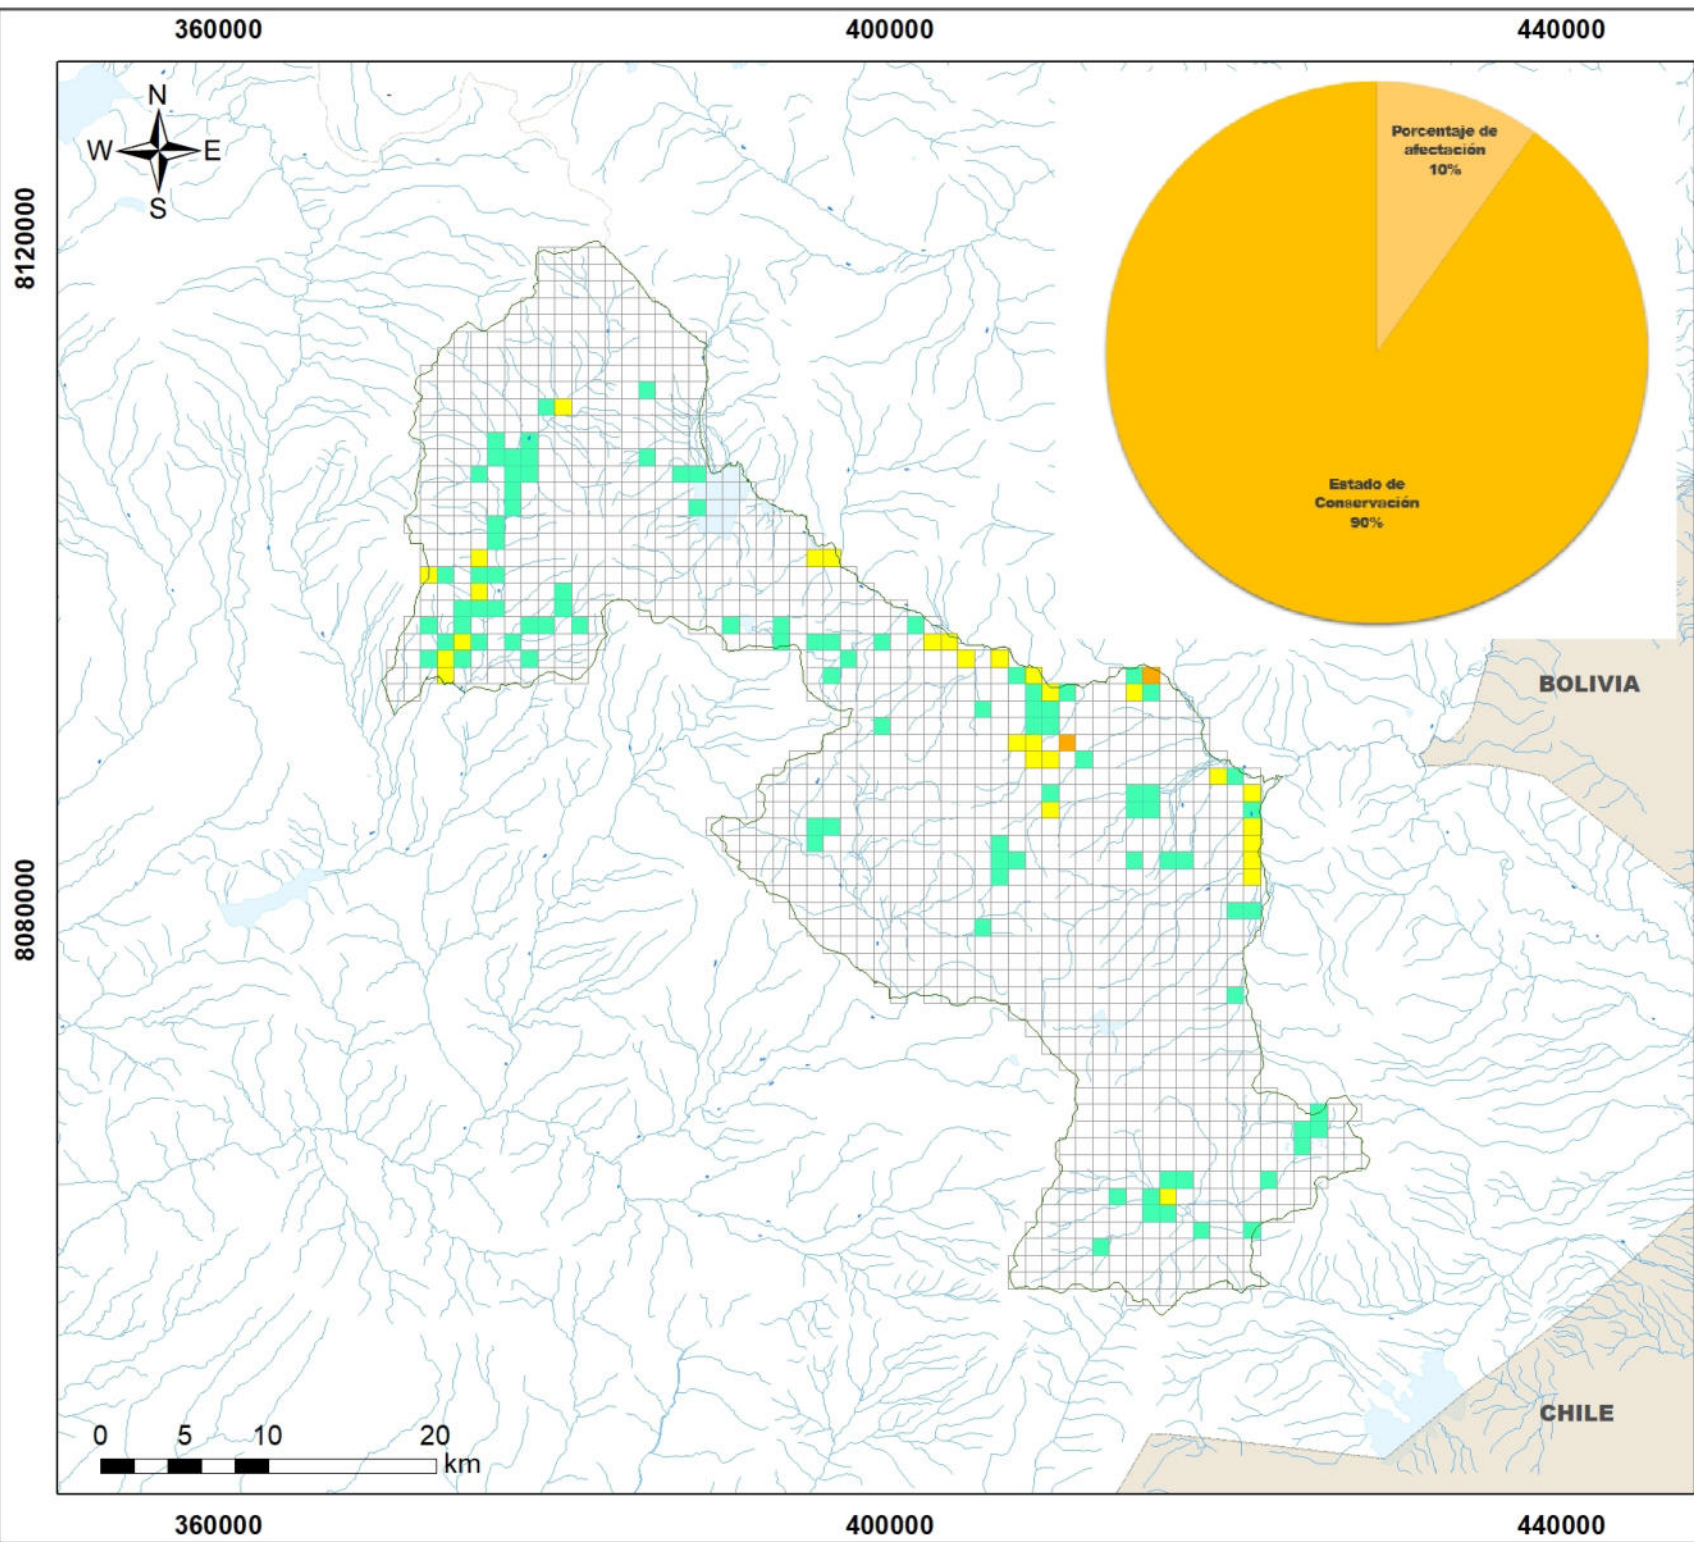 360000 400000 440000
N
W E
S
8120000
8080000
Porcentaje de
afectación
10%
Estado de
Conservación
90%
BOLIVIA
CHILE
0 5 10 20
km
360000 400000 440000